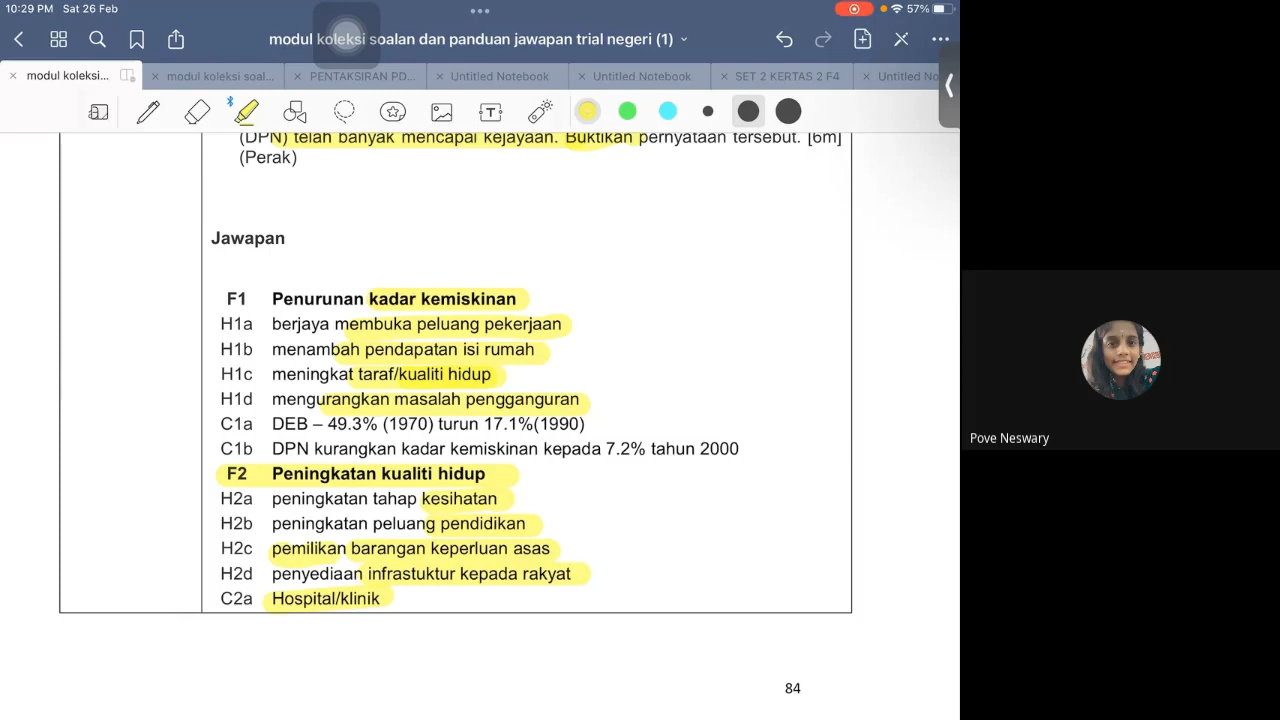 10:29 PM Sat 26 Feb
57%
modul koleksi soalan dan panduan jawapan trial negeri (1)
modul koleksi...
modul koleksi soal...
PENTAKSIRAN PD...
Untitled Notebook
Untitled Notebook
SET 2 KERTAS 2 F4
Untitled No
(DPN) telah banyak mencapai kejayaan. Buktikan pernyataan tersebut. [6m]
(Perak)
Jawapan
F1 Penurunan kadar kemiskinan
H1a berjaya membuka peluang pekerjaan
H1b menambah pendapatan isi rumah
H1c meningkat taraf/kualiti hidup
H1d mengurangkan masalah pengangguran
C1a DEB – 49.3% (1970) turun 17.1%(1990)
C1b DPN kurangkan kadar kemiskinan kepada 7.2% tahun 2000
F2 Peningkatan kualiti hidup
H2a peningkatan tahap kesihatan
H2b peningkatan peluang pendidikan
H2c pemilikan barangan keperluan asas
H2d penyediaan infrastuktur kepada rakyat
C2a Hospital/klinik
84
Pove Neswary